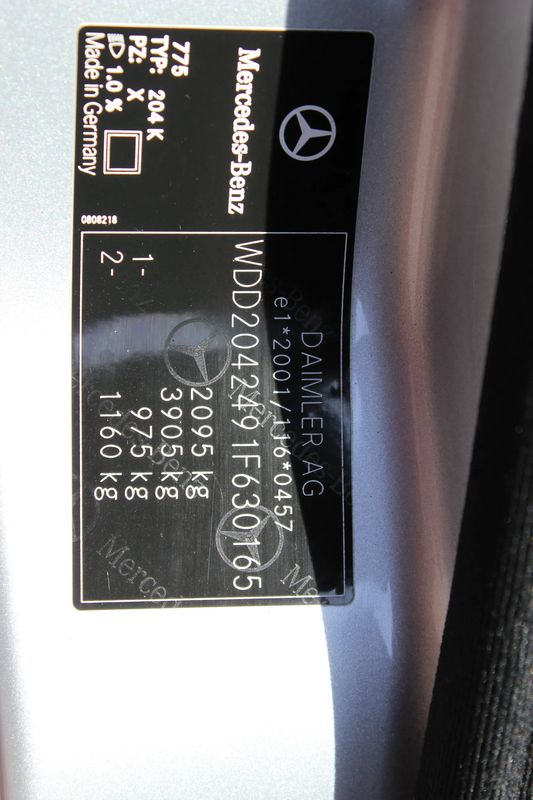 Mercedes-Benz
775
TYP: 204 K
PZ: X
1.0 %
Made in Germany
0808218
DAIMLER AG
e1*2001/116*0457
WDD2042491F630165
2095 kg
3905 kg
1- 975 kg
2- 1160 kg